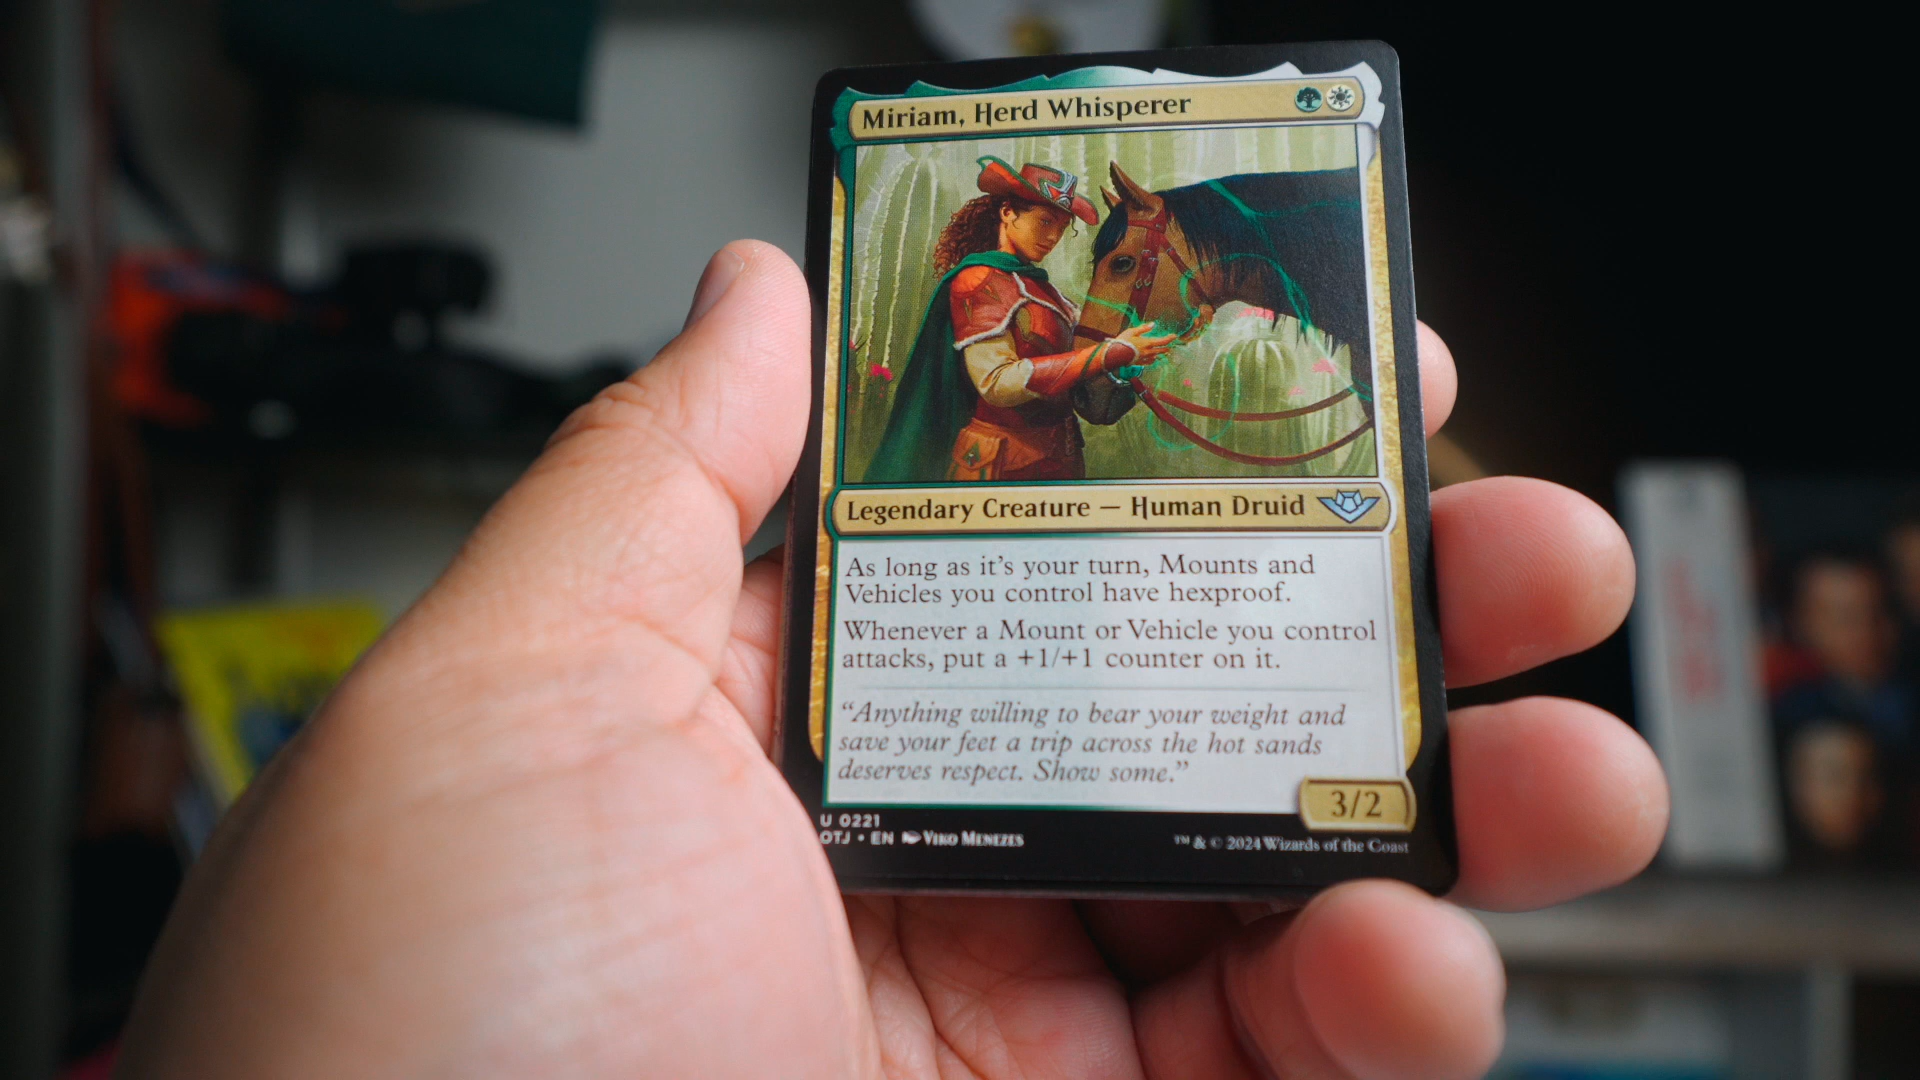 Miriam, Herd Whisperer
Legendary Creature — Human Druid
As long as it's your turn, Mounts and
Vehicles you control have hexproof.
Whenever a Mount or Vehicle you control
attacks, put a +1/+1 counter on it.
“Anything willing to bear your weight and
save your feet a trip across the hot sands
deserves respect. Show some.”
3/2
U 0221
OTJ • EN Viko Menezes
™ & © 2024 Wizards of the Coast